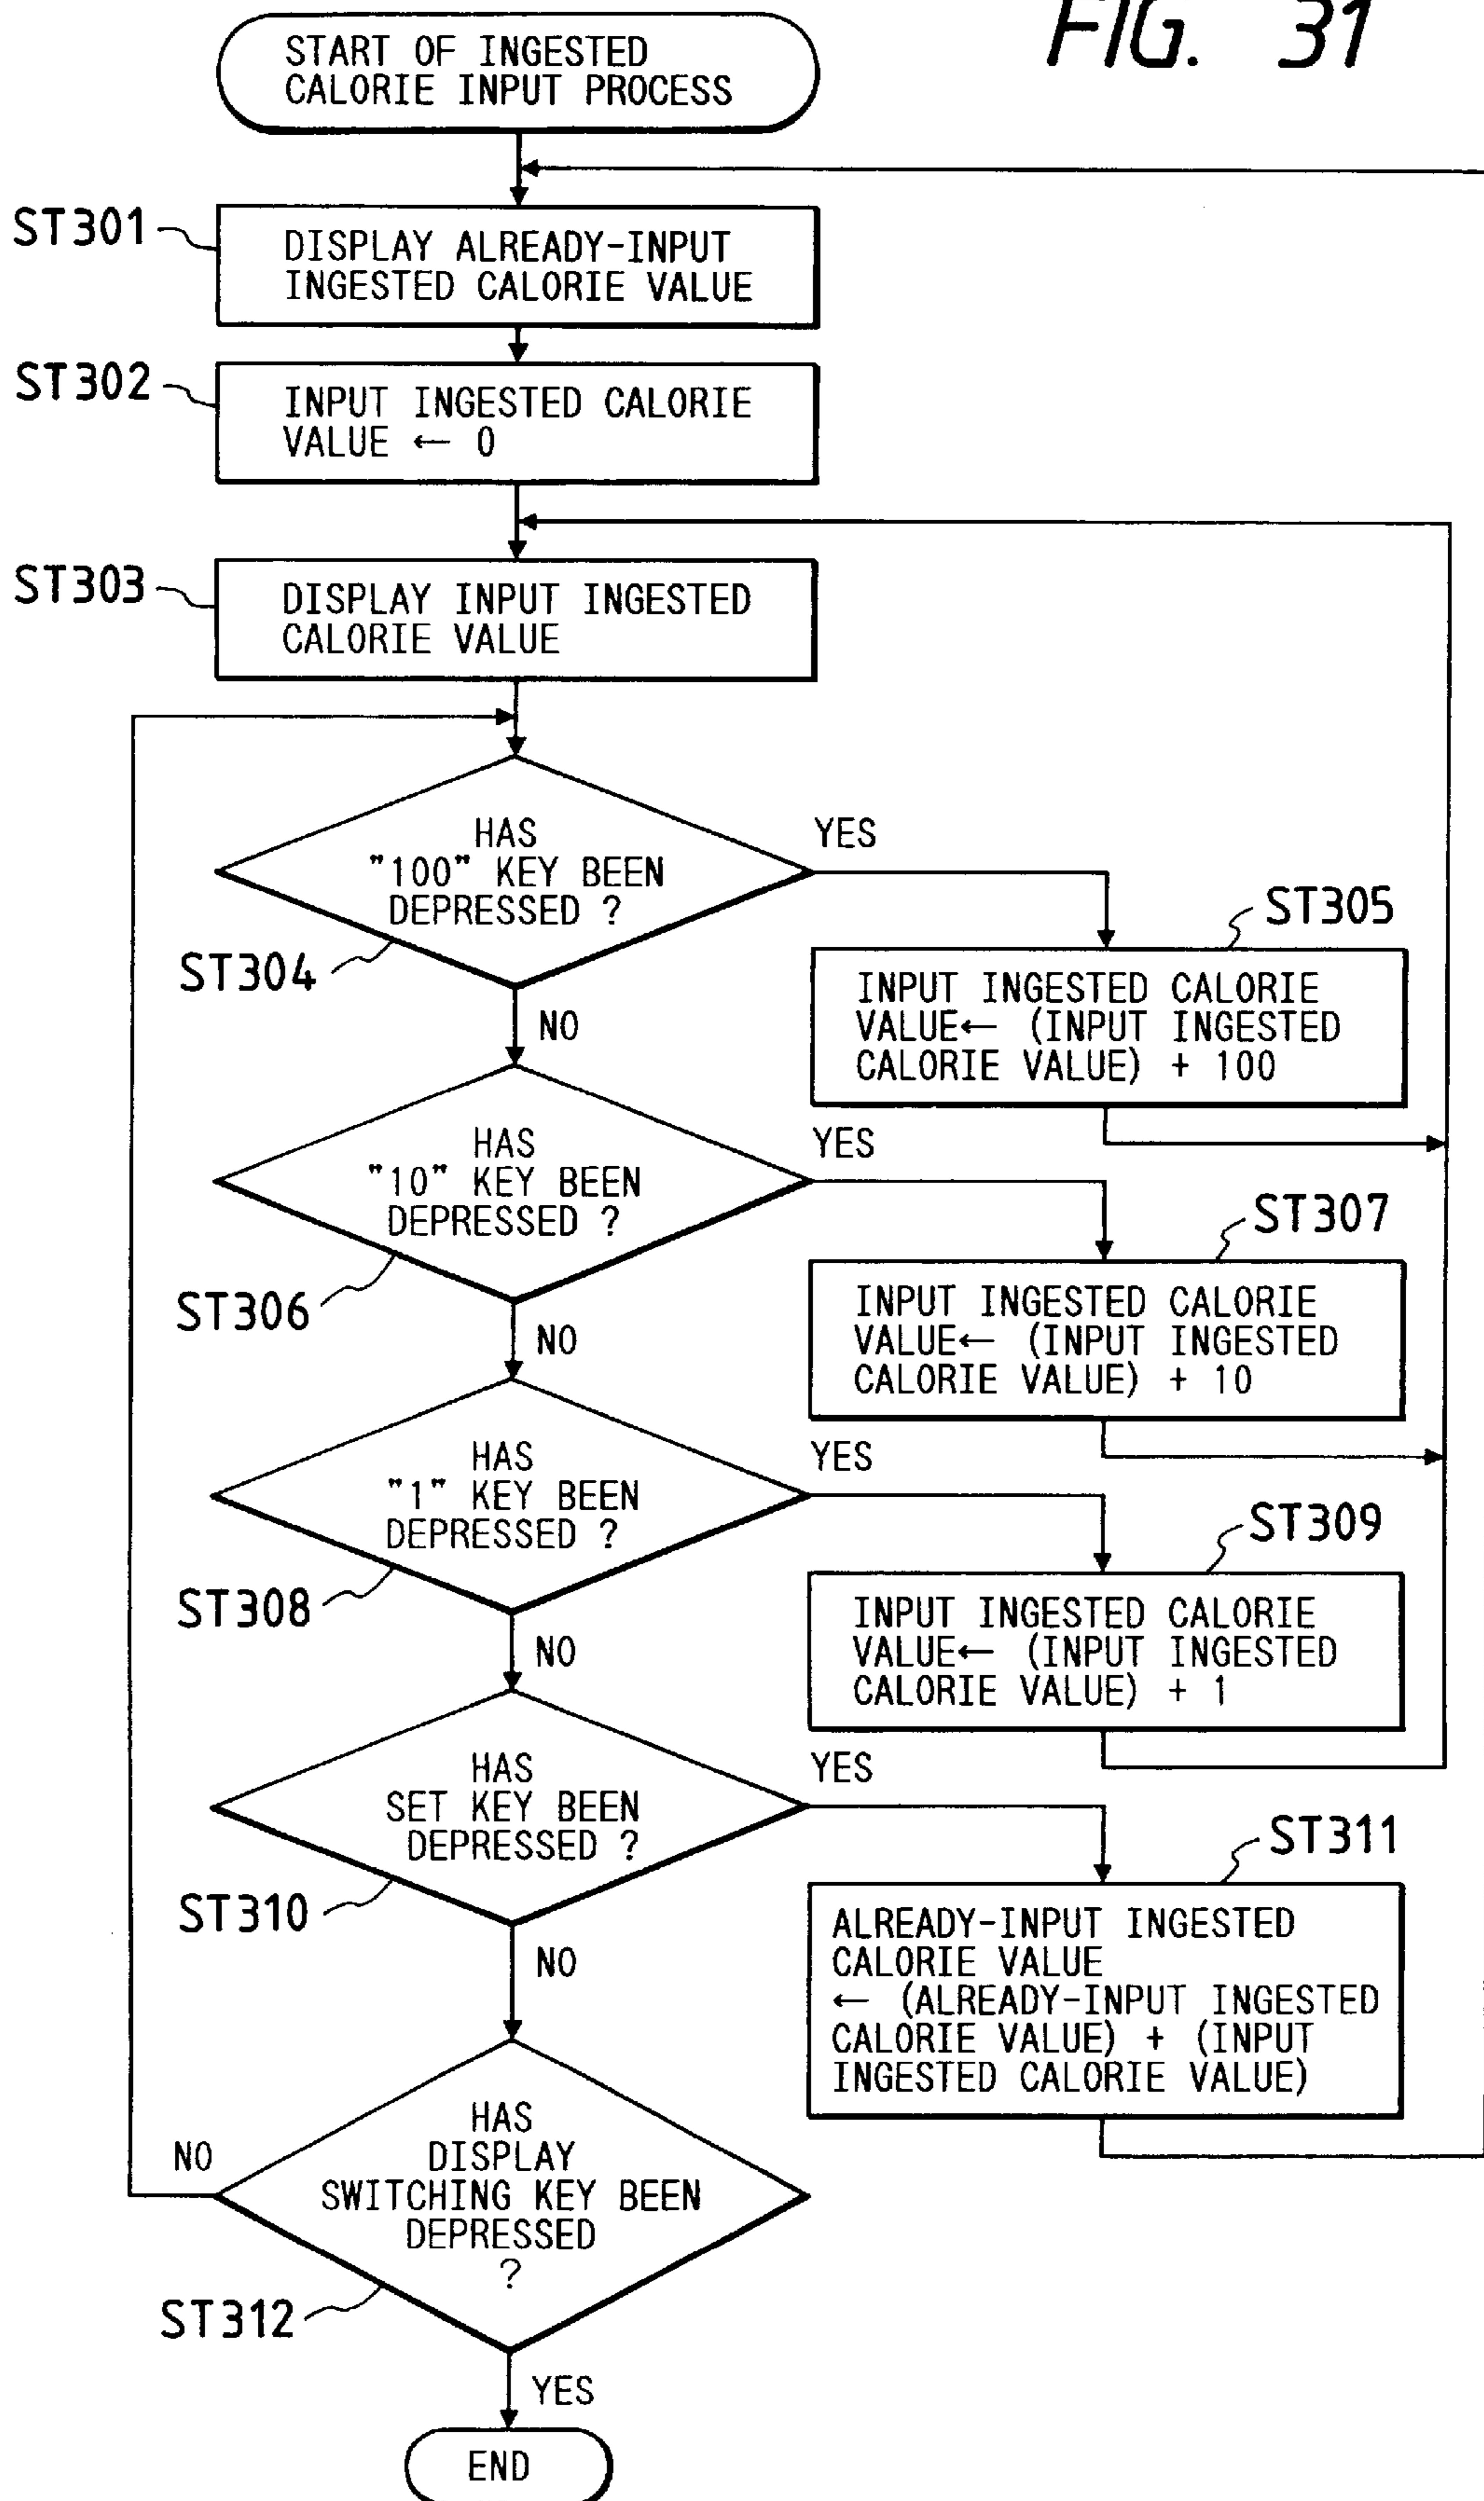 FIG. 31
START OF INGESTED
CALORIE INPUT PROCESS
ST301
DISPLAY ALREADY-INPUT
INGESTED CALORIE VALUE
ST302
INPUT INGESTED CALORIE
VALUE ← 0
ST303
DISPLAY INPUT INGESTED
CALORIE VALUE
HAS
"100" KEY BEEN
DEPRESSED ?
YES
ST304
NO
ST305
INPUT INGESTED CALORIE
VALUE← (INPUT INGESTED
CALORIE VALUE) + 100
HAS
"10" KEY BEEN
DEPRESSED ?
YES
ST306
NO
ST307
INPUT INGESTED CALORIE
VALUE← (INPUT INGESTED
CALORIE VALUE) + 10
HAS
"1" KEY BEEN
DEPRESSED ?
YES
ST308
NO
ST309
INPUT INGESTED CALORIE
VALUE← (INPUT INGESTED
CALORIE VALUE) + 1
HAS
SET KEY BEEN
DEPRESSED ?
YES
ST310
NO
ST311
ALREADY-INPUT INGESTED
CALORIE VALUE
← (ALREADY-INPUT INGESTED
CALORIE VALUE) + (INPUT
INGESTED CALORIE VALUE)
HAS
DISPLAY
SWITCHING KEY BEEN
DEPRESSED
?
NO
ST312
YES
END